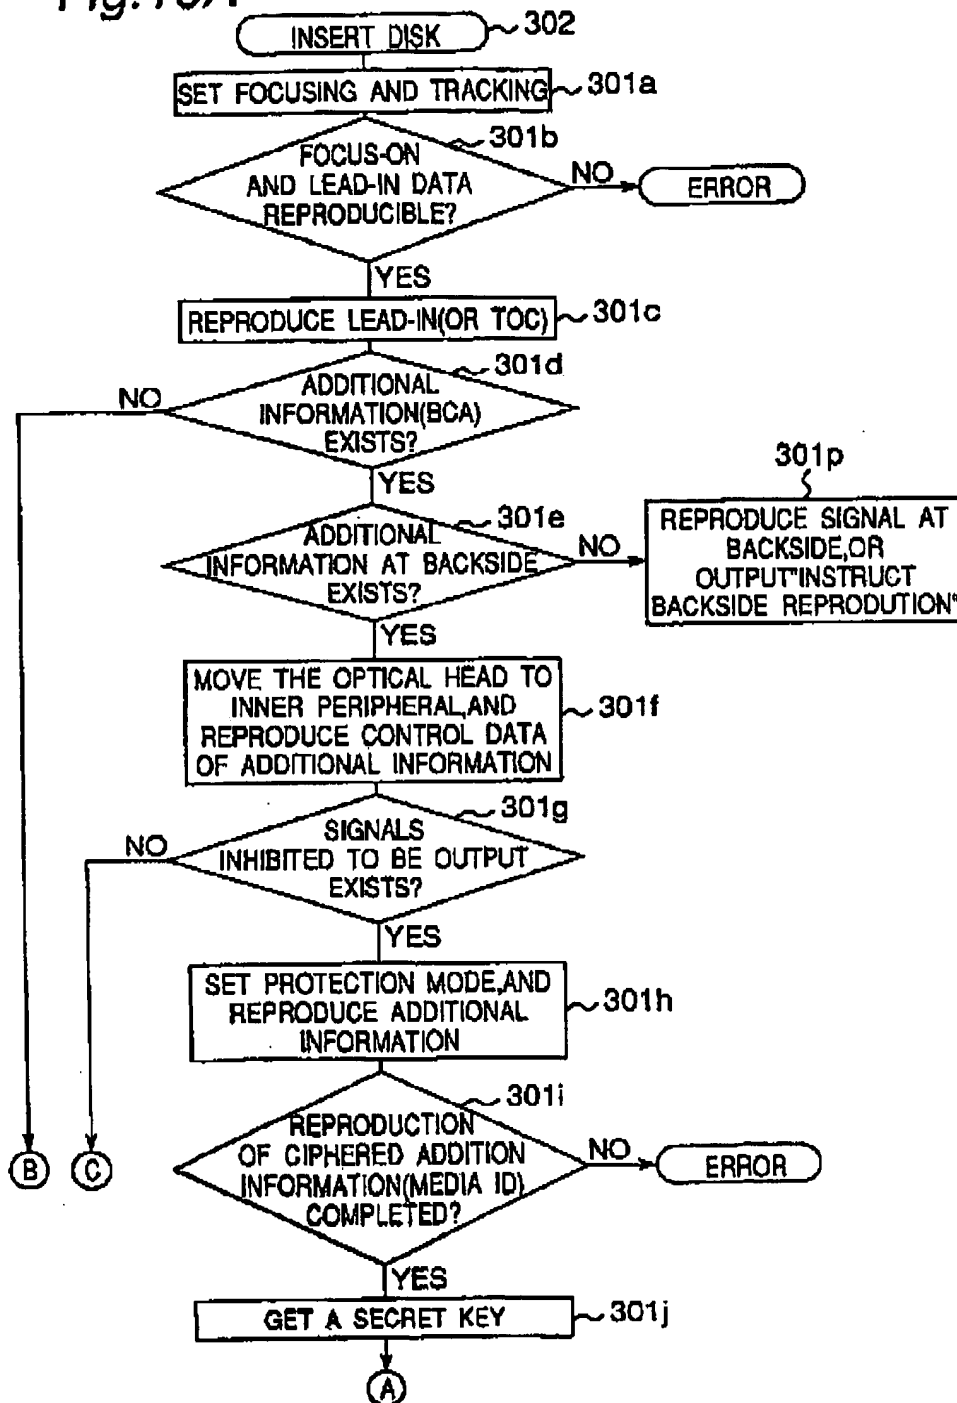 INSERT DISK
302
SET FOCUSING AND TRACKING
301a
301b
FOCUS-ON
AND LEAD-IN DATA
REPRODUCIBLE?
NO
ERROR
YES
REPRODUCE LEAD-IN(OR TOC)
301c
301d
NO
ADDITIONAL
INFORMATION(BCA)
EXISTS?
YES
301p
301e
ADDITIONAL
INFORMATION AT BACKSIDE
EXISTS?
NO
REPRODUCE SIGNAL AT
BACKSIDE,OR
OUTPUT"INSTRUCT
BACKSIDE REPRODUTION"
YES
MOVE THE OPTICAL HEAD TO
INNER PERIPHERAL,AND
REPRODUCE CONTROL DATA
OF ADDITIONAL INFORMATION
301f
301g
NO
SIGNALS
INHIBITED TO BE OUTPUT
EXISTS?
YES
SET PROTECTION MODE,AND
REPRODUCE ADDITIONAL
INFORMATION
301h
301i
REPRODUCTION
OF CIPHERED ADDITION
INFORMATION(MEDIA ID)
COMPLETED?
NO
ERROR
B
C
YES
GET A SECRET KEY
301j
A